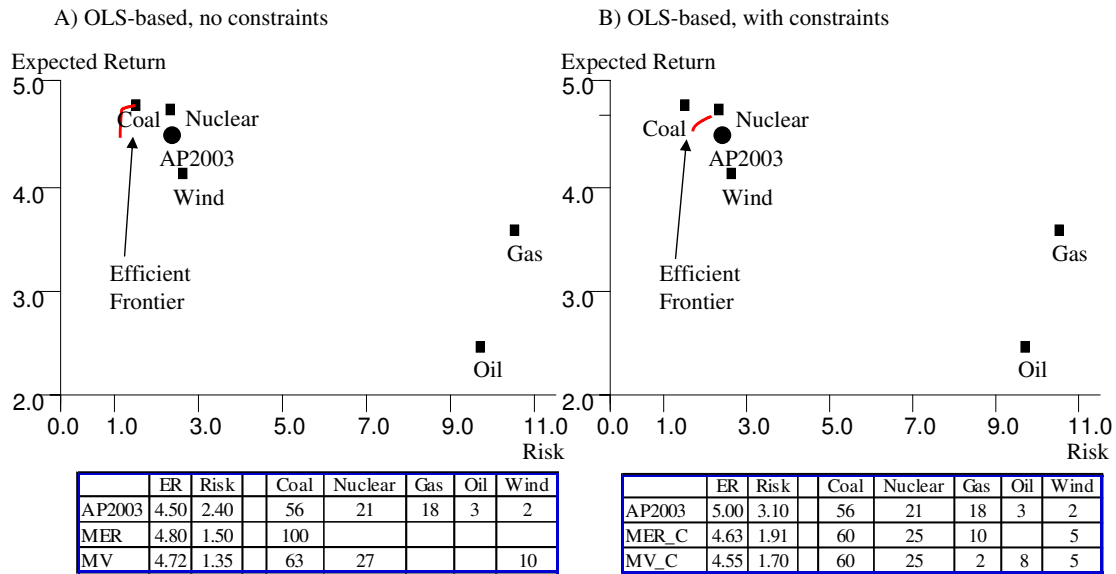 A) OLS-based, no constraints
Expected Return
5.0
4.0
3.0
2.0
Coal
Nuclear
AP2003
Wind
Gas
Oil
Efficient
Frontier
0.0 1.0 3.0 5.0 7.0 9.0 11.0
Risk
ER Risk Coal Nuclear Gas Oil Wind
AP2003 4.50 2.40 56 21 18 3 2
MER 4.80 1.50 100
MV 4.72 1.35 63 27 10
B) OLS-based, with constraints
Expected Return
5.0
4.0
3.0
2.0
Coal
Nuclear
AP2003
Wind
Gas
Oil
Efficient
Frontier
0.0 1.0 3.0 5.0 7.0 9.0 11.0
Risk
ER Risk Coal Nuclear Gas Oil Wind
AP2003 5.00 3.10 56 21 18 3 2
MER_C 4.63 1.91 60 25 10 5
MV_C 4.55 1.70 60 25 2 8 5